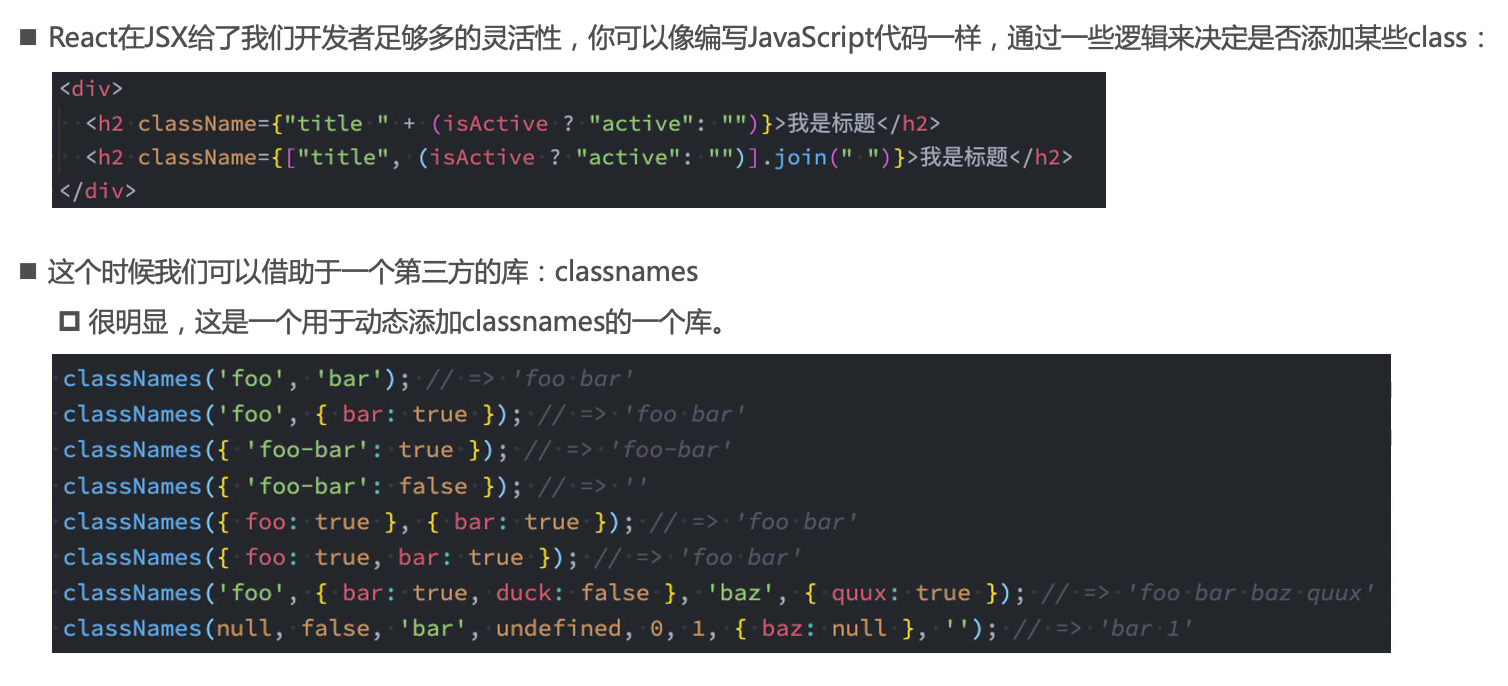 ■ React在JSX给了我们开发者足够多的灵活性，你可以像编写JavaScript代码一样，通过一些逻辑来决定是否添加某些class：
<div>
  <h2 className={"title " + (isActive ? "active": "")}>我是标题</h2>
  <h2 className={["title", (isActive ? "active": "")].join(" ")}>我是标题</h2>
</div>
■ 这个时候我们可以借助于一个第三方的库：classnames
很明显，这是一个用于动态添加classnames的一个库。
classNames('foo', 'bar'); // => 'foo bar'
classNames('foo', { bar: true }); // => 'foo bar'
classNames({ 'foo-bar': true }); // => 'foo-bar'
classNames({ 'foo-bar': false }); // => ''
classNames({ foo: true }, { bar: true }); // => 'foo bar'
classNames({ foo: true, bar: true }); // => 'foo bar'
classNames('foo', { bar: true, duck: false }, 'baz', { quux: true }); // => 'foo bar baz quux'
classNames(null, false, 'bar', undefined, 0, 1, { baz: null }, ''); // => 'bar 1'